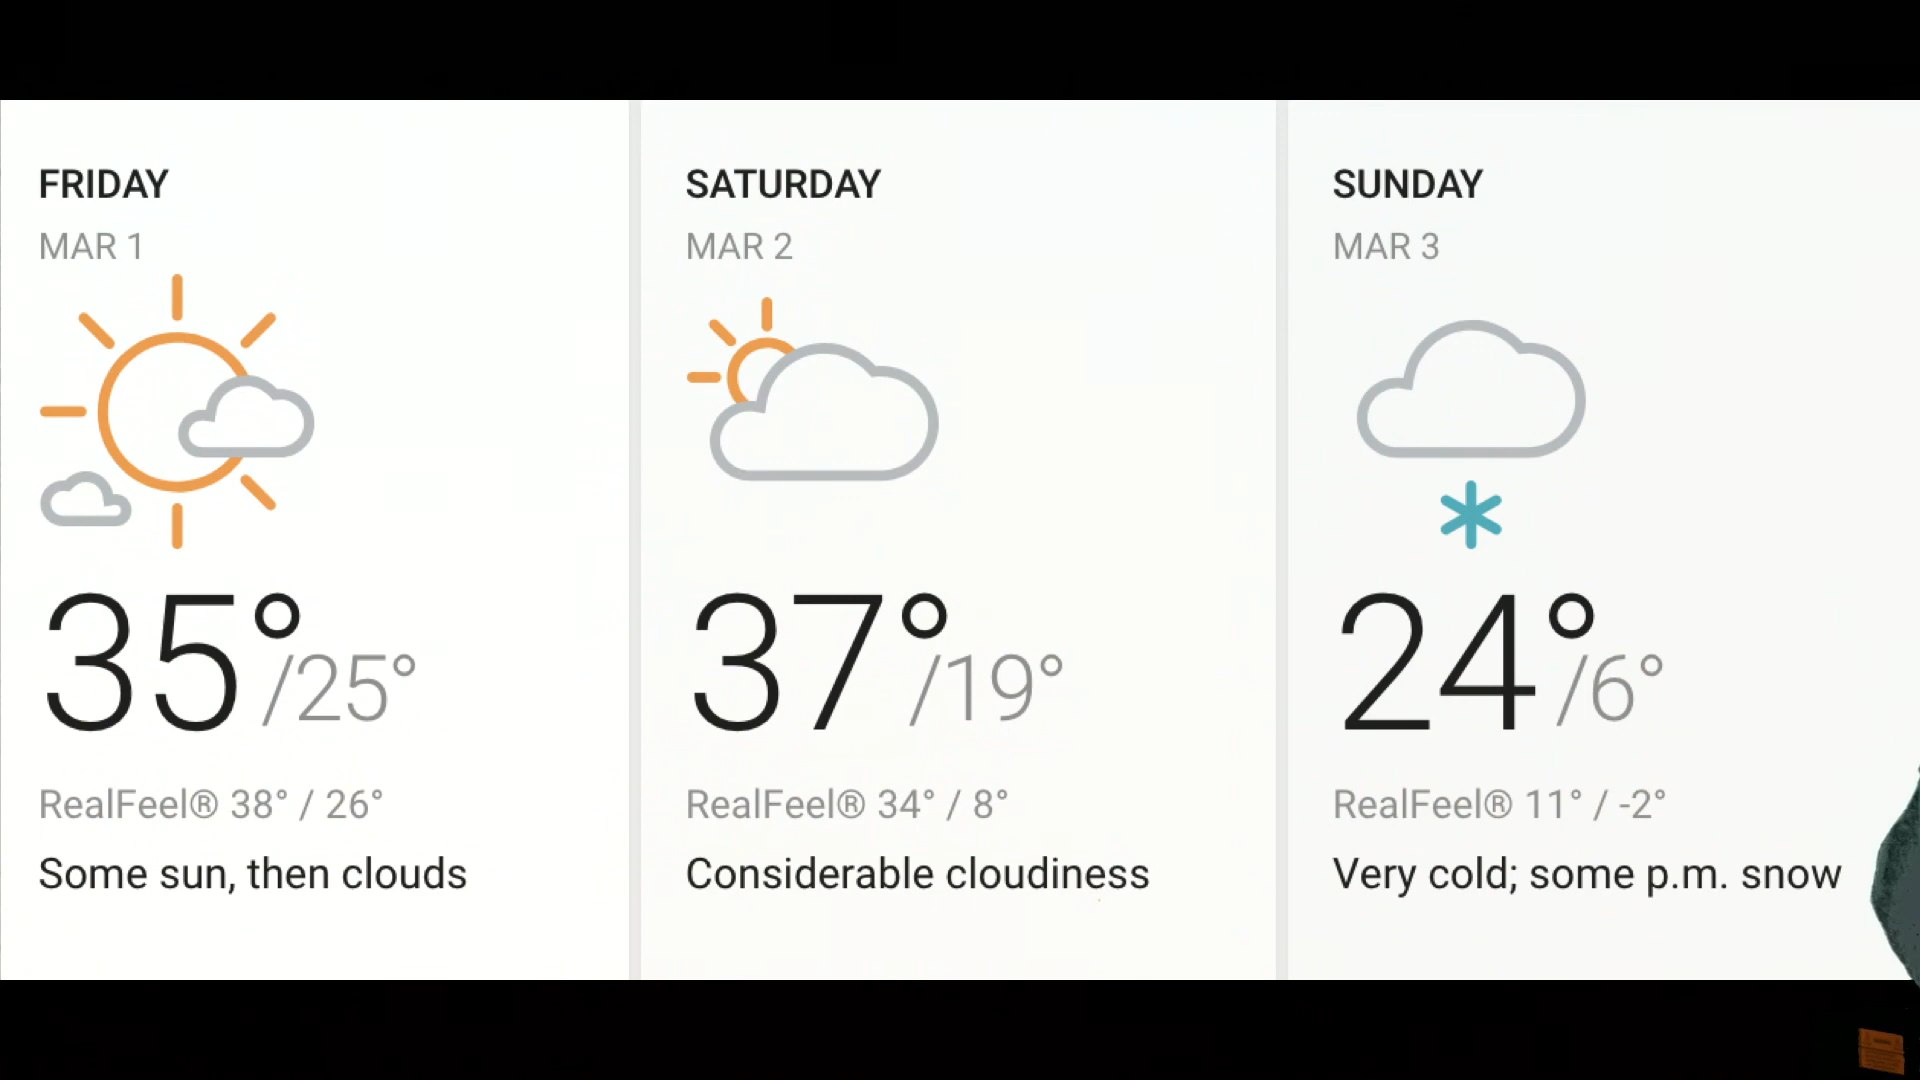 FRIDAY
MAR 1
35°/25°
RealFeel® 38° / 26°
Some sun, then clouds
SATURDAY
MAR 2
37°/19°
RealFeel® 34° / 8°
Considerable cloudiness
SUNDAY
MAR 3
24°/6°
RealFeel® 11° / -2°
Very cold; some p.m. snow